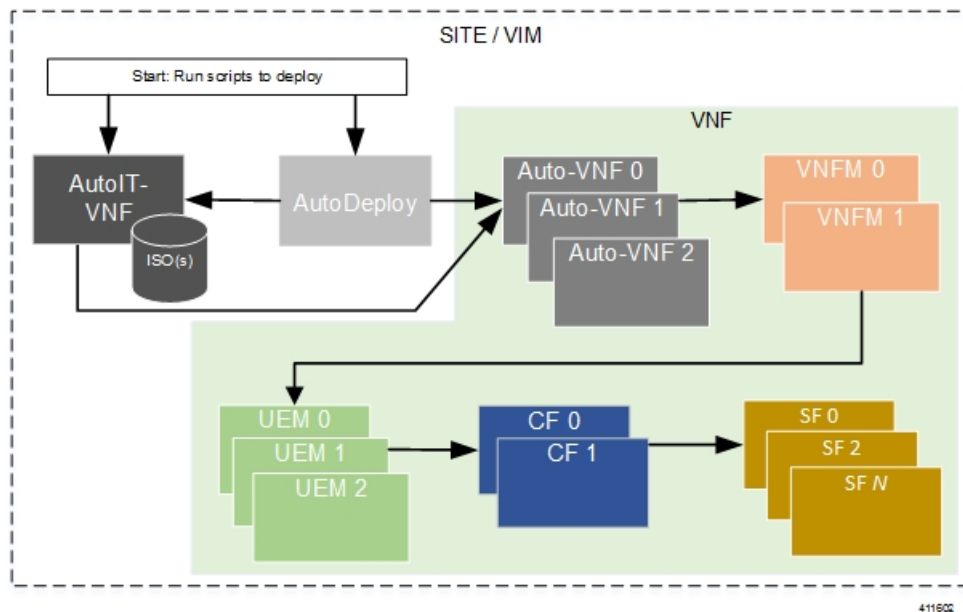 SITE / VIM
Start: Run scripts to deploy
VNF
AutoIT-
VNF
ISO(s)
AutoDeploy
Auto-VNF 0
Auto-VNF 1
Auto-VNF 2
VNFM 0
VNFM 1
UEM 0
UEM 1
UEM 2
CF 0
CF 1
SF 0
SF 2
SF N
411602